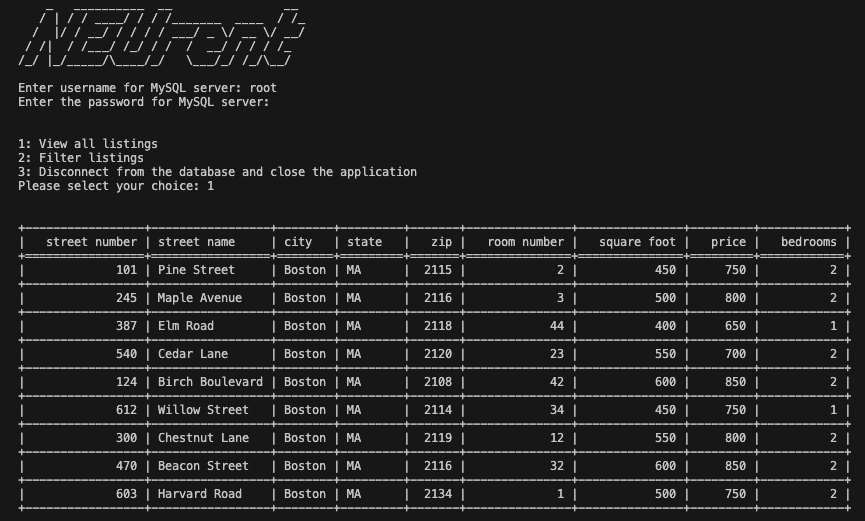 NEUrent
Enter username for MySQL server: root
Enter the password for MySQL server:
1: View all listings
2: Filter listings
3: Disconnect from the database and close the application
Please select your choice: 1
| street number | street name | city | state | zip | room number | square foot | price | bedrooms |
| 101 | Pine Street | Boston | MA | 2115 | 2 | 450 | 750 | 2 |
| 245 | Maple Avenue | Boston | MA | 2116 | 3 | 500 | 800 | 2 |
| 387 | Elm Road | Boston | MA | 2118 | 44 | 400 | 650 | 1 |
| 540 | Cedar Lane | Boston | MA | 2120 | 23 | 550 | 700 | 2 |
| 124 | Birch Boulevard | Boston | MA | 2108 | 42 | 600 | 850 | 2 |
| 612 | Willow Street | Boston | MA | 2114 | 34 | 450 | 750 | 1 |
| 300 | Chestnut Lane | Boston | MA | 2119 | 12 | 550 | 800 | 2 |
| 470 | Beacon Street | Boston | MA | 2116 | 32 | 600 | 850 | 2 |
| 603 | Harvard Road | Boston | MA | 2134 | 1 | 500 | 750 | 2 |